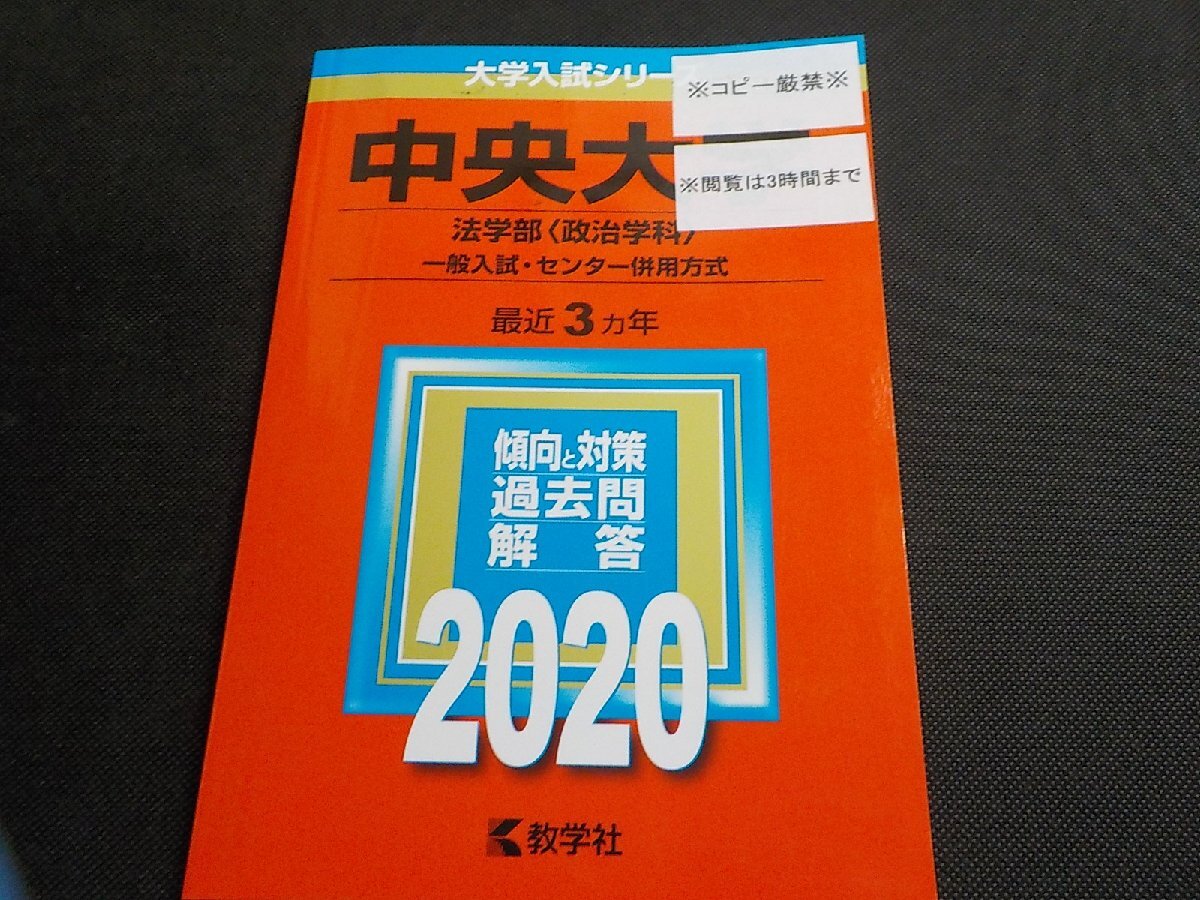 大学入試シリー
※コピー厳禁※
中央大
※閲覧は3時間まで
法学部〈政治学科〉
一般入試・センター併用方式
最近3カ年
傾向と対策
過去問
解答
2020
教学社